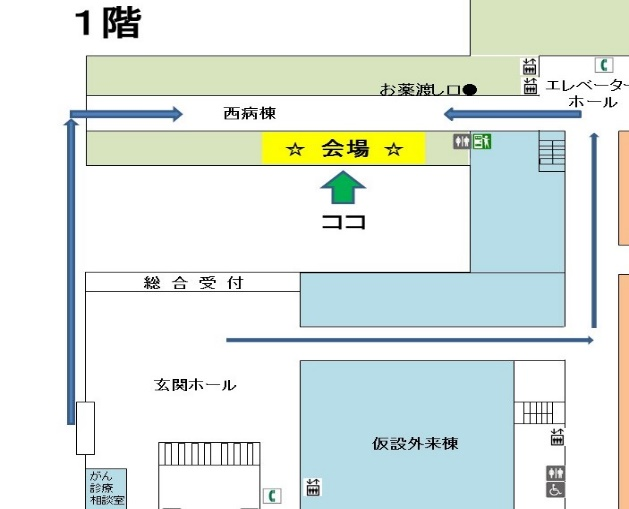 1階
お薬渡し口●
エレベーター
ホール
西病棟
☆ 会場 ☆
ココ
総合受付
玄関ホール
仮設外来棟
がん
診療
相談室